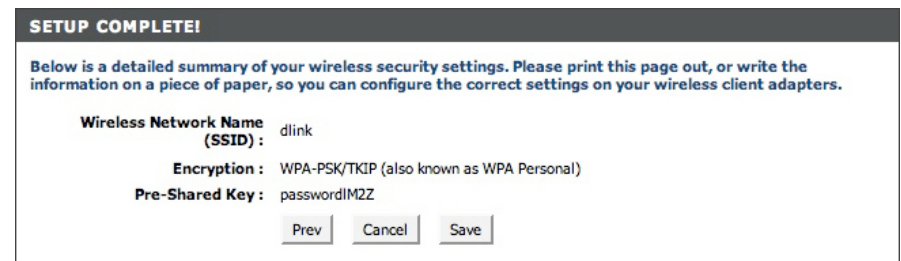 SETUP COMPLETE!
Below is a detailed summary of your wireless security settings. Please print this page out, or write the
information on a piece of paper, so you can configure the correct settings on your wireless client adapters.
Wireless Network Name
(SSID) : dlink
Encryption : WPA-PSK/TKIP (also known as WPA Personal)
Pre-Shared Key : passwordlM2Z
Prev Cancel Save